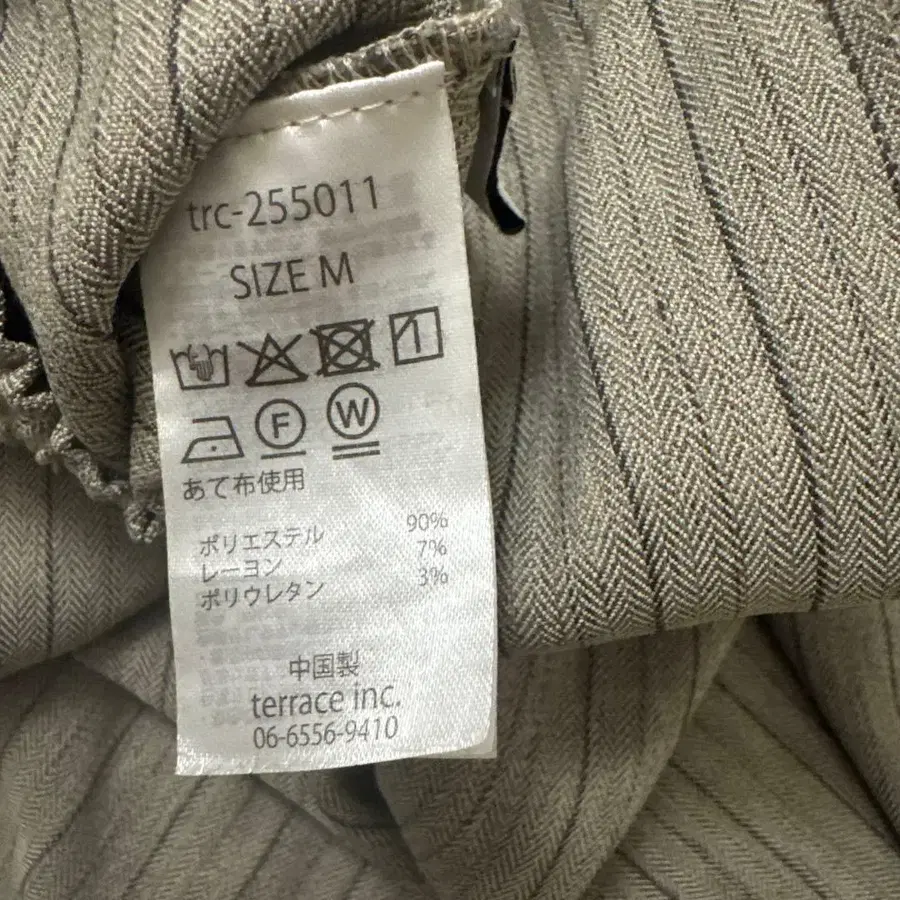 trc-255011
SIZE M
F W
あて布使用
ポリエステル 90%
レーヨン 7%
ポリウレタン 3%
中国製
terrace inc.
06-6556-9410